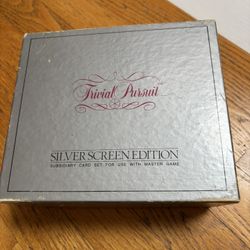 Trivial Pursuit
SILVER SCREEN EDITION
SUBSIDIARY CARD SET FOR USE WITH MASTER GAME